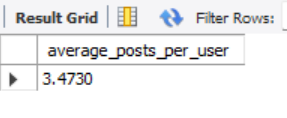 Result Grid Filter Rows:
average_posts_per_user
3.4730